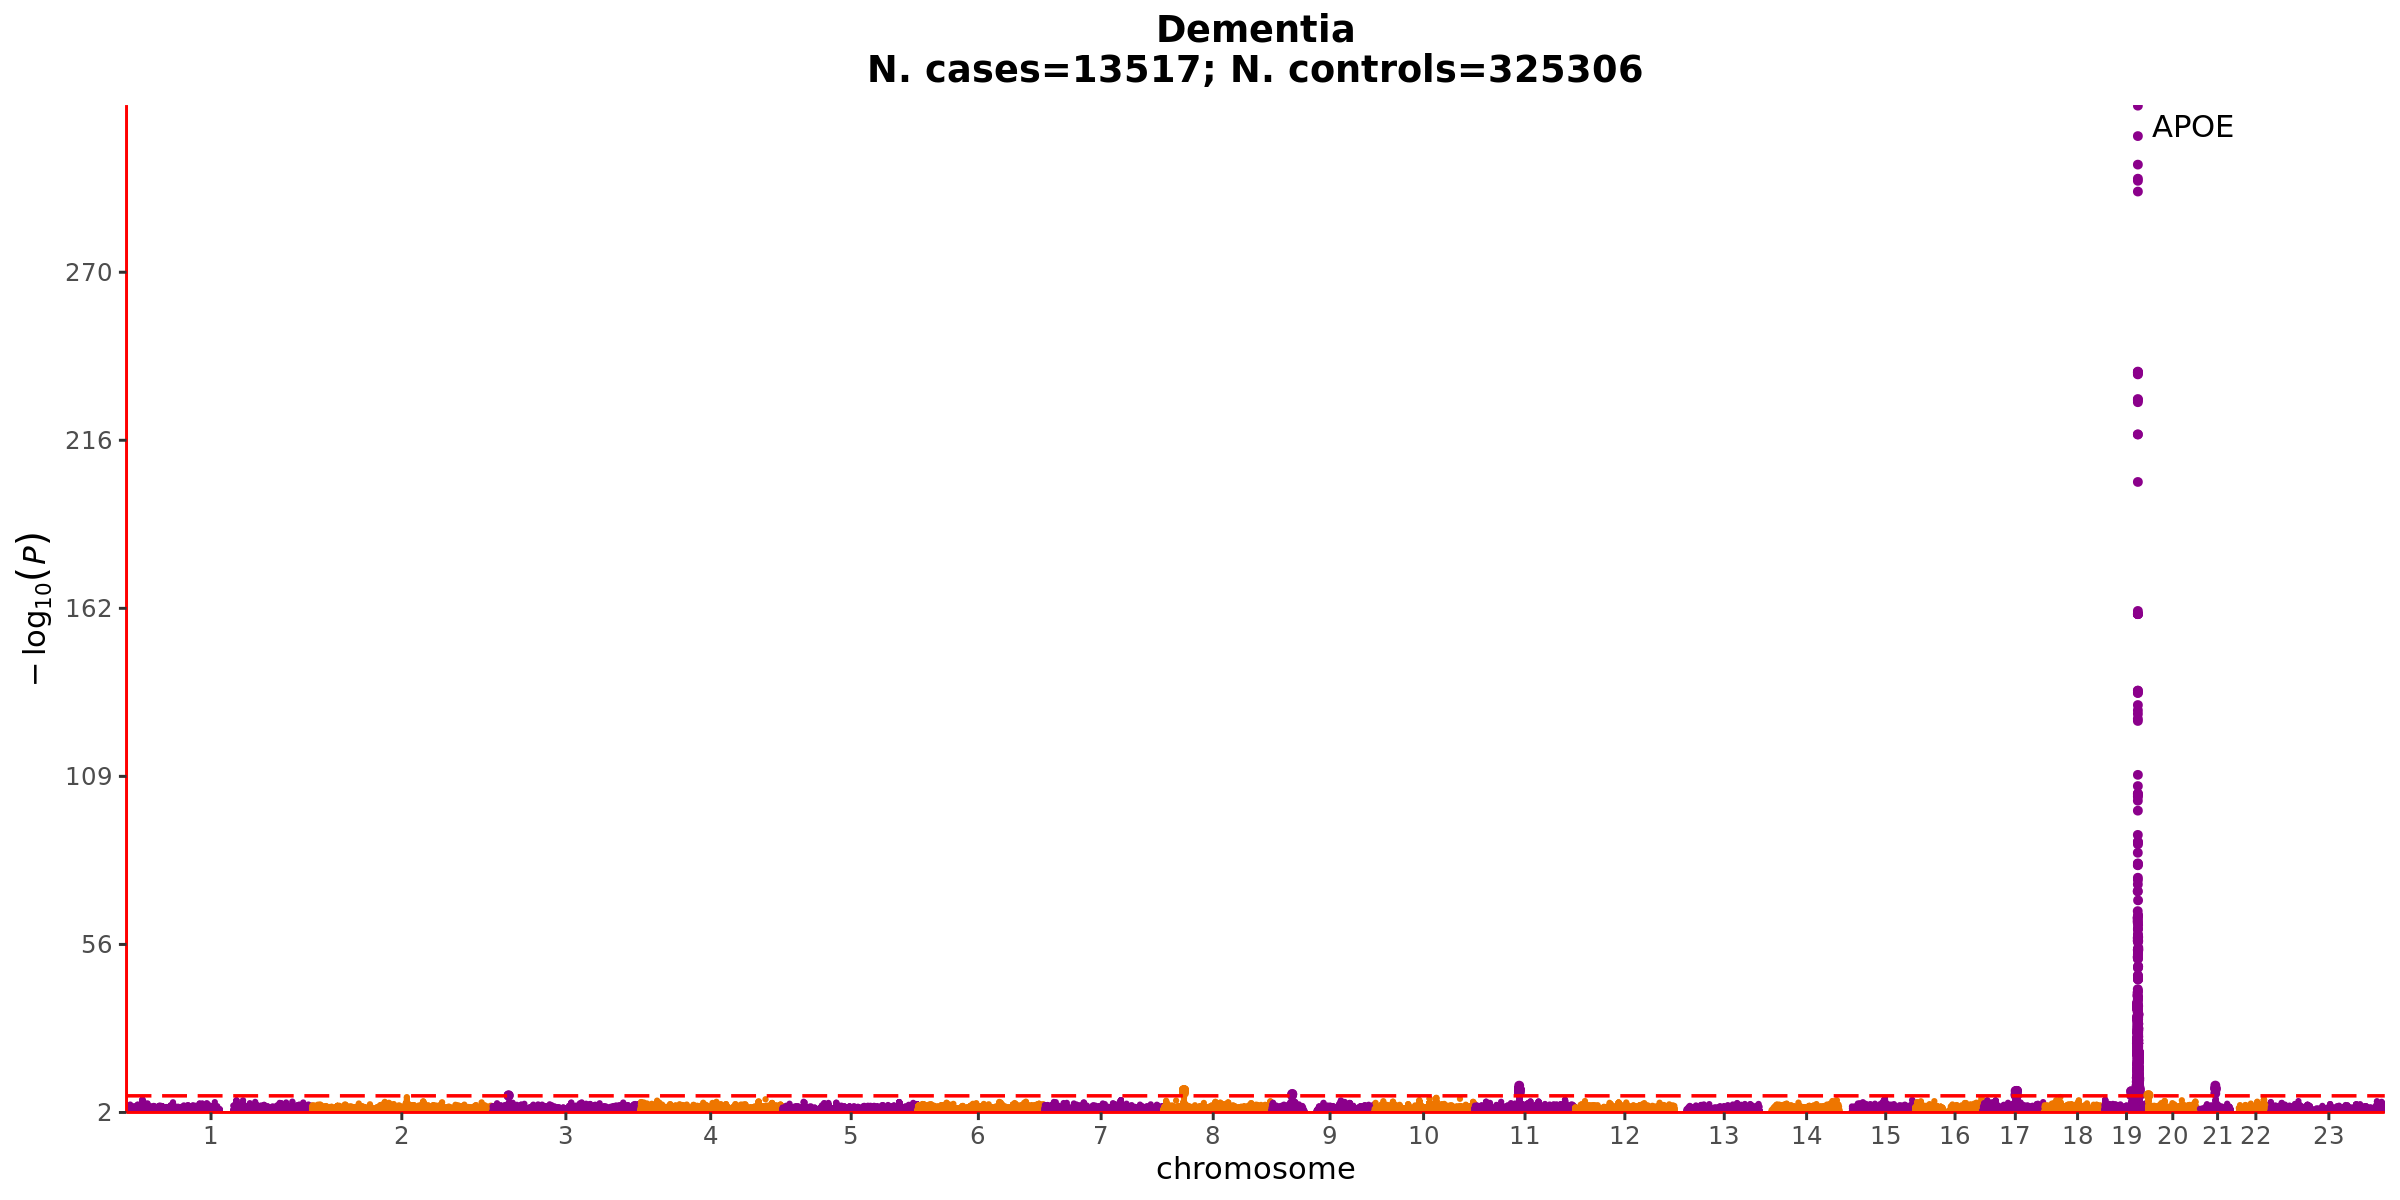 Dementia
N. cases=13517; N. controls=325306
APOE
270
216
162
109
56
2
− log10(P)
1 2 3 4 5 6 7 8 9 10 11 12 13 14 15 16 17 18 19 20 21 22 23
chromosome